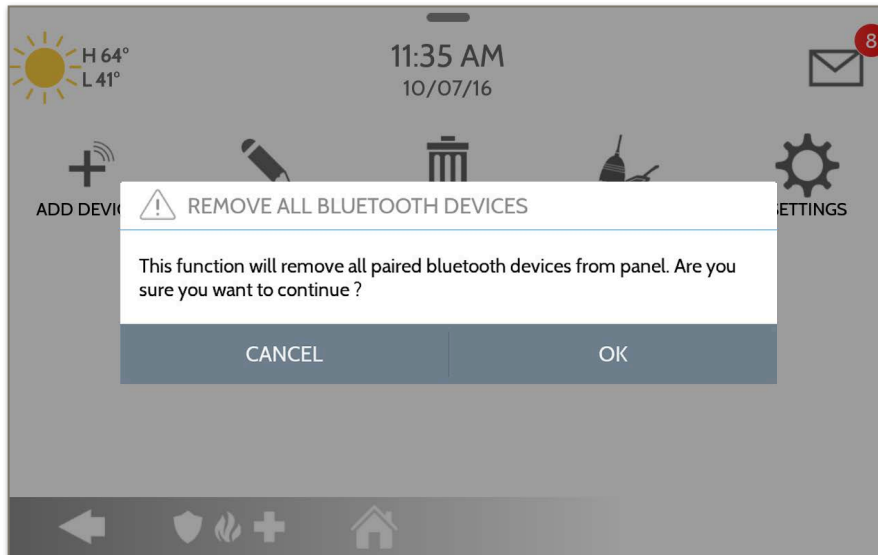 H 64°
L 41°
11:35 AM
10/07/16
8
ADD DEVI
SETTINGS
REMOVE ALL BLUETOOTH DEVICES
This function will remove all paired bluetooth devices from panel. Are you
sure you want to continue ?
CANCEL
OK